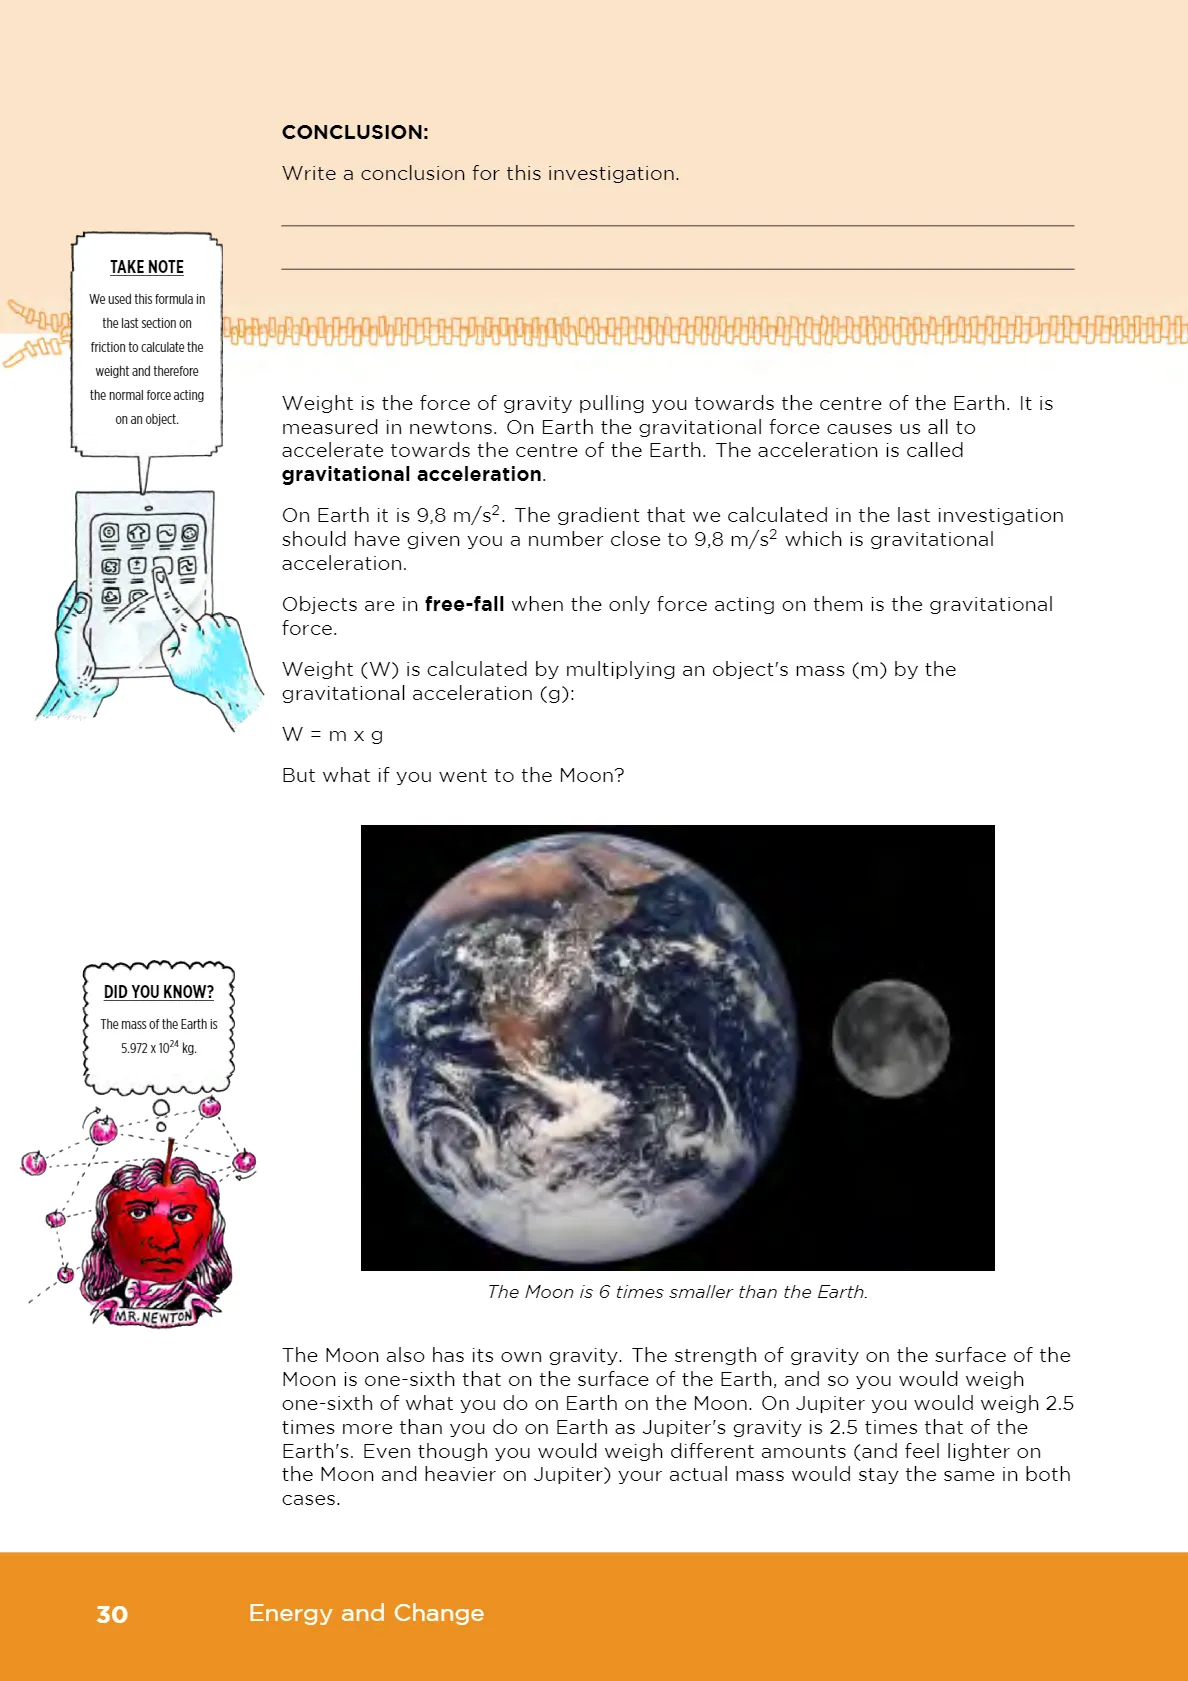 CONCLUSION:
Write a conclusion for this investigation.
TAKE NOTE
We used this formula in
the last section on
friction to calculate the
weight and therefore
the normal force acting
on an object.
Weight is the force of gravity pulling you towards the centre of the Earth. It is
measured in newtons. On Earth the gravitational force causes us all to
accelerate towards the centre of the Earth. The acceleration is called
gravitational acceleration.
On Earth it is 9,8 m/s². The gradient that we calculated in the last investigation
should have given you a number close to 9,8 m/s² which is gravitational
acceleration.
Objects are in free-fall when the only force acting on them is the gravitational
force.
Weight (W) is calculated by multiplying an object's mass (m) by the
gravitational acceleration (g):
W = m x g
But what if you went to the Moon?
DID YOU KNOW?
The mass of the Earth is
5.972 x 10²⁴ kg.
MR. NEWTON
The Moon is 6 times smaller than the Earth.
The Moon also has its own gravity. The strength of gravity on the surface of the
Moon is one-sixth that on the surface of the Earth, and so you would weigh
one-sixth of what you do on Earth on the Moon. On Jupiter you would weigh 2.5
times more than you do on Earth as Jupiter's gravity is 2.5 times that of the
Earth's. Even though you would weigh different amounts (and feel lighter on
the Moon and heavier on Jupiter) your actual mass would stay the same in both
cases.
30
Energy and Change